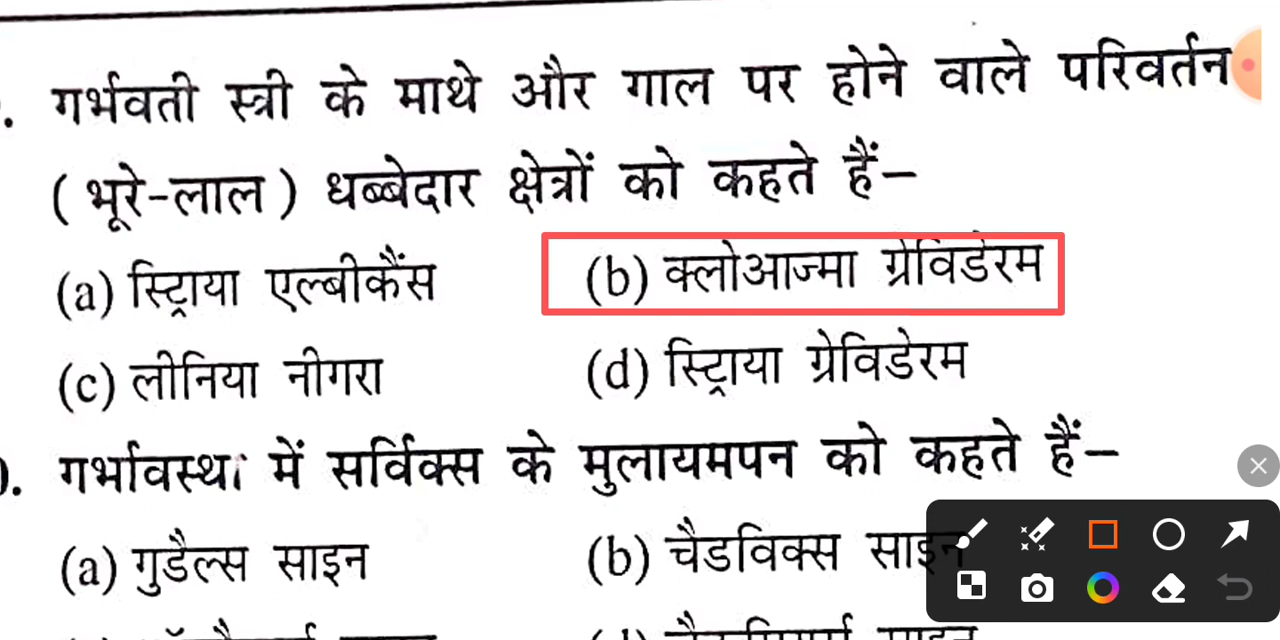 . गर्भवती स्त्री के माथे और गाल पर होने वाले परिवर्तन
( भूरे-लाल ) धब्बेदार क्षेत्रों को कहते हैं–
(a) स्ट्रिाया एल्बीकैंस (b) क्लोआज्मा ग्रेविडेरम
(c) लीनिया नीगरा (d) स्ट्रिाया ग्रेविडेरम
. गर्भावस्था में सर्विक्स के मुलायमपन को कहते हैं–
(a) गुडैल्स साइन (b) चैडविक्स साइन